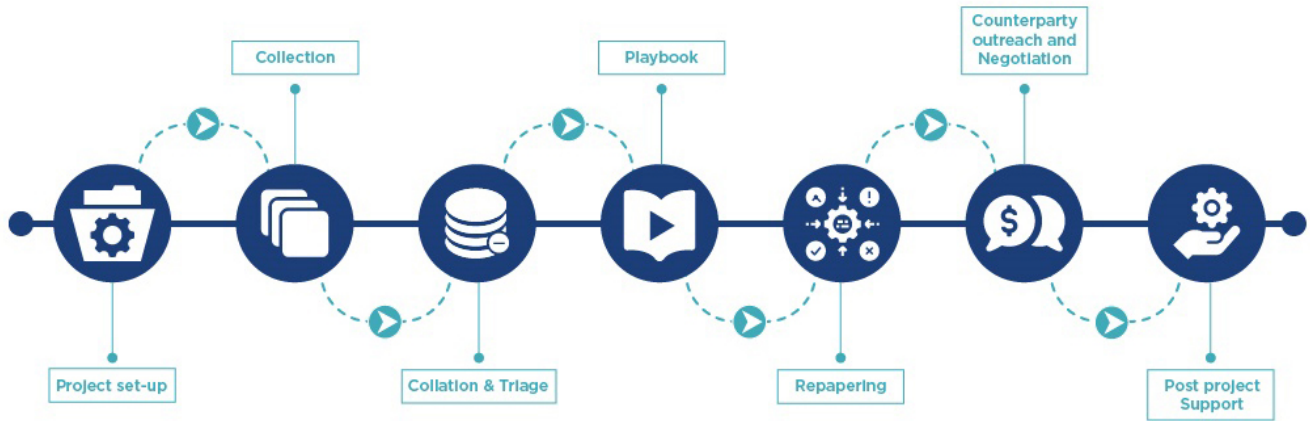 Project set-up
Collection
Collation & Triage
Playbook
Repapering
Counterparty
outreach and
Negotiation
$
Post project
Support